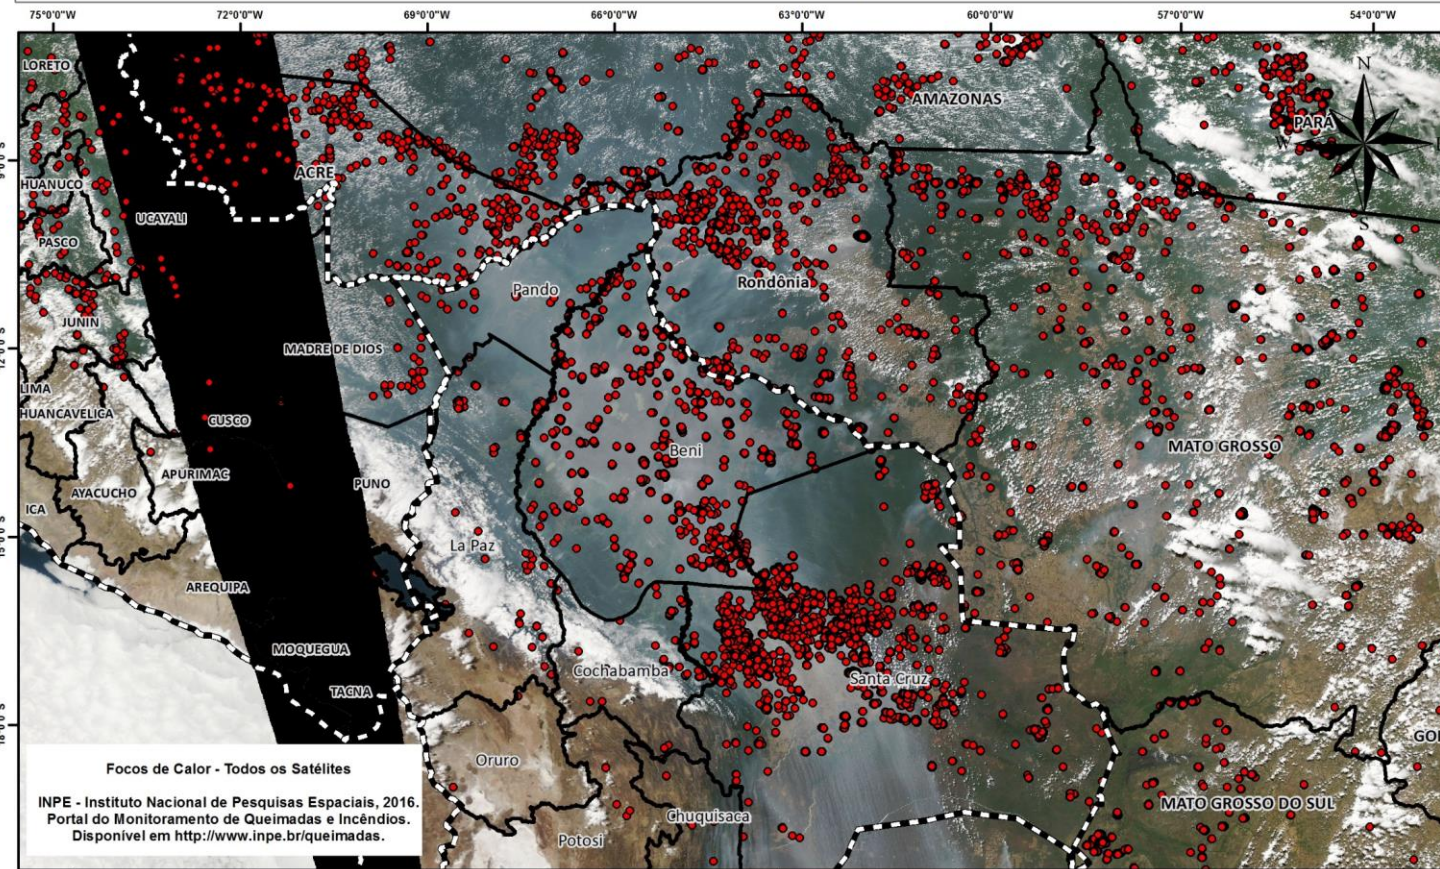 75°0'0"W
72°0'0"W
69°0'0"W
66°0'0"W
63°0'0"W
60°0'0"W
57°0'0"W
54°0'0"W
LORETO
N
AMAZONAS
PARÁ
W
9°0'0"S
ACRE
HUANUCO
UCAYALI
S
PASCO
Pando
Rondônia
JUNIN
MADRE DE DIOS
LIMA
HUANCAVELIGA
CUSCO
Beni
MATO GROSSO
APURIMAC
PUNO
AYACUCHO
ICA
La Paz
AREQUIPA
MOQUEGUA
Cochabamba
Santa Cruz
TACNA
Oruro
MATO GROSSO DO SUL
Chuquisaca
Potosi
Focos de Calor - Todos os Satélites
INPE - Instituto Nacional de Pesquisas Espaciais, 2016.
Portal do Monitoramento de Queimadas e Incêndios.
Disponível em http://www.inpe.br/queimadas.